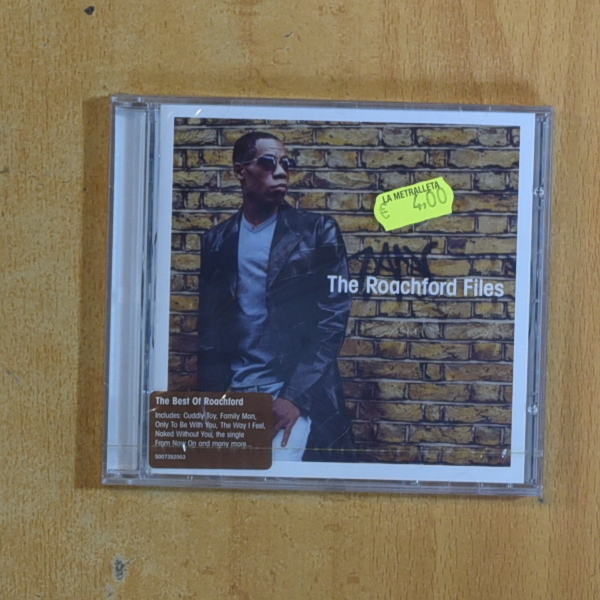 LA METRALLETA
€ 4,00
The Roachford Files
The Best Of Roachford
Includes: Cuddly Toy, Family Man,
Only To Be With You, The Way I Feel,
Naked Without You, the single
From Now On and many more...
5007392003